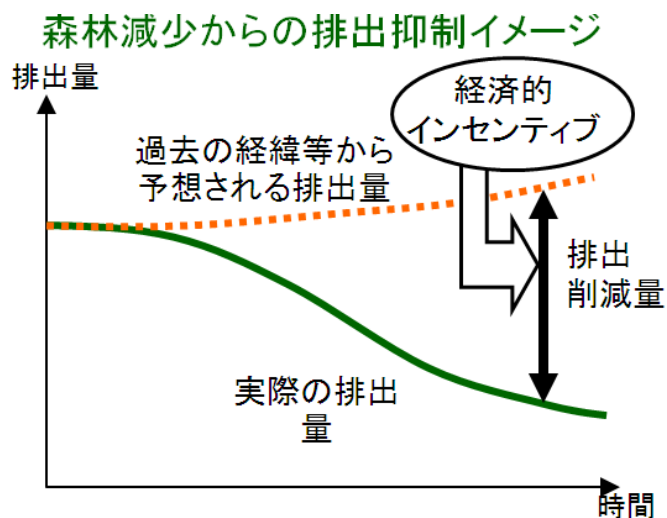 森林減少からの排出抑制イメージ
排出量
経済的
インセンティブ
過去の経緯等から
予想される排出量
排出
削減量
実際の排出
量
時間